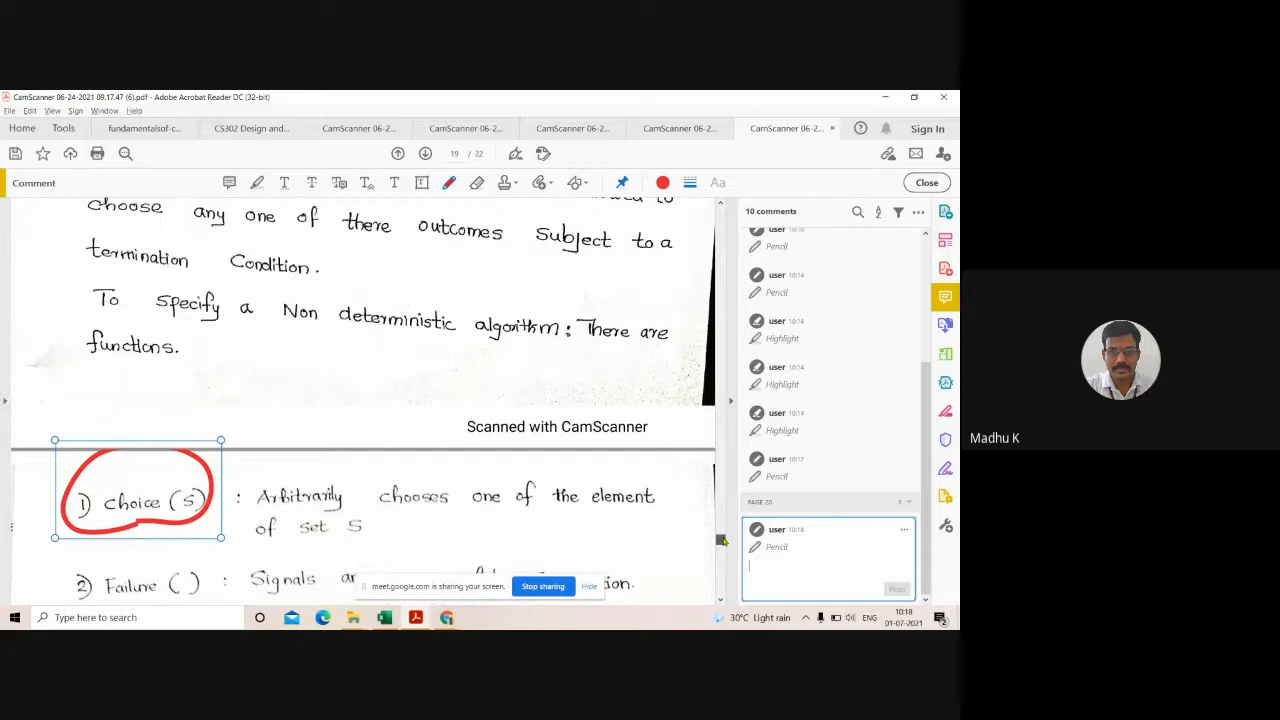 CamScanner 06-24-2021 09.17.47 (6).pdf - Adobe Acrobat Reader DC (32-bit)
File Edit View Sign Window Help
Home Tools fundamentalsof-c... CS302 Design and... CamScanner 06-2... CamScanner 06-2... CamScanner 06-2... CamScanner 06-2... CamScanner 06-2... × Sign In
19 / 22
Comment Aa Close
choose any one of there outcomes subject to a
termination Condition.
To specify a Non deterministic algorithm: There are
functions.
Scanned with CamScanner
1) Choice (S) : Arbitrarily chooses one of the element
of set S
2) Failure ( ) : Signals
10 comments
user 10:10
Pencil
user 10:14
Pencil
user 10:14
Highlight
user 10:14
Highlight
user 10:14
Highlight
user 10:17
Pencil
PAGE 20 1
user 10:18
Pencil
Post
meet.google.com is sharing your screen. Stop sharing Hide
Type here to search
30°C Light rain ENG 10:18
01-07-2021 2
Madhu K